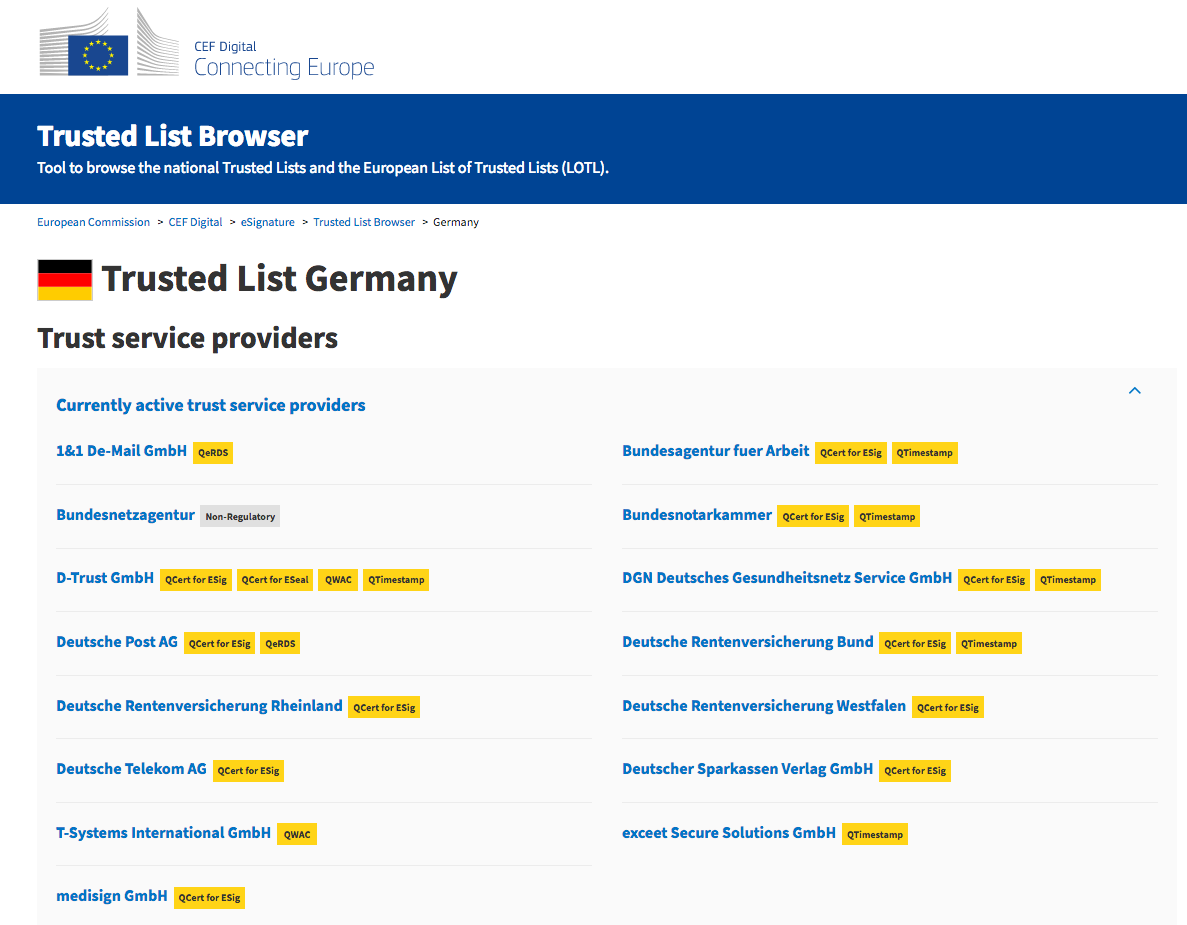 CEF Digital
Connecting Europe
Trusted List Browser
Tool to browse the national Trusted Lists and the European List of Trusted Lists (LOTL).
European Commission > CEF Digital > eSignature > Trusted List Browser > Germany
Trusted List Germany
Trust service providers
Currently active trust service providers
1&1 De-Mail GmbH QeRDS
Bundesagentur fuer Arbeit QCert for ESig QTimestamp
Bundesnetzagentur Non-Regulatory
Bundesnotarkammer QCert for ESig QTimestamp
D-Trust GmbH QCert for ESig QCert for ESeal QWAC QTimestamp
DGN Deutsches Gesundheitsnetz Service GmbH QCert for ESig QTimestamp
Deutsche Post AG QCert for ESig QeRDS
Deutsche Rentenversicherung Bund QCert for ESig QTimestamp
Deutsche Rentenversicherung Rheinland QCert for ESig
Deutsche Rentenversicherung Westfalen QCert for ESig
Deutsche Telekom AG QCert for ESig
Deutscher Sparkassen Verlag GmbH QCert for ESig
T-Systems International GmbH QWAC
exceet Secure Solutions GmbH QTimestamp
medisign GmbH QCert for ESig